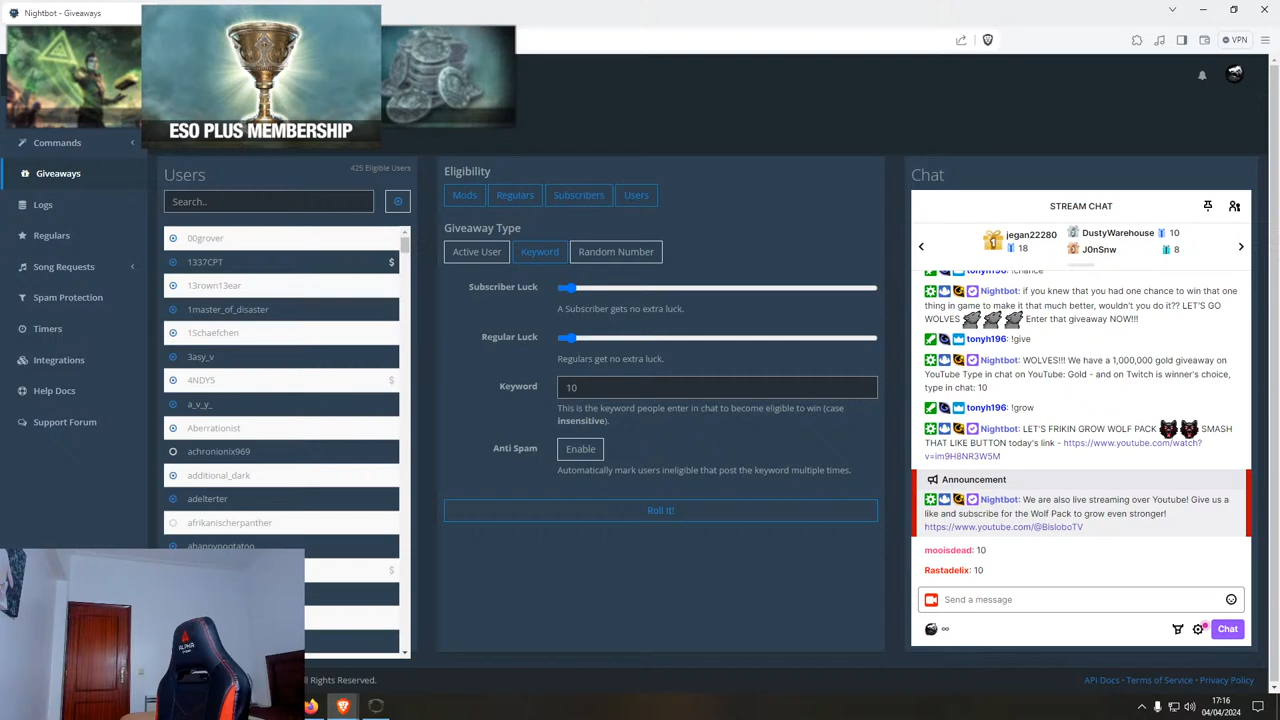 Nightbot - Giveaways
VPN
ESO PLUS MEMBERSHIP
Commands
Giveaways
Logs
Regulars
Song Requests
Spam Protection
Timers
Integrations
Help Docs
Support Forum
Users
425 Eligible Users
Search..
00grover
1337CPT $
13rown13ear
1master_of_disaster
1Schaefchen
3asy_v
4NDY5 $
a_v_y_
Aberrationist
achronionix969
additional_dark
adelterter
afrikanischerpanther
ahappypootatoo
$
ALPHA
Eligibility
Mods
Regulars
Subscribers
Users
Giveaway Type
Active User
Keyword
Random Number
Subscriber Luck
A Subscriber gets no extra luck.
Regular Luck
Regulars get no extra luck.
Keyword
10
This is the keyword people enter in chat to become eligible to win (case
insensitive).
Anti Spam
Enable
Automatically mark users ineligible that post the keyword multiple times.
Roll It!
Chat
STREAM CHAT
1
jegan22280
18
DustyWarehouse 10
J0nSnw 8
tonyh196: !chance
Nightbot: if you knew that you had one chance to win that one
thing in game to make it that much better, wouldn't you do it?? LET'S GO
WOLVES Enter that giveaway NOW!!!
tonyh196: !give
Nightbot: WOLVES!!! We have a 1,000,000 gold giveaway on
YouTube Type in chat on YouTube: Gold - and on Twitch is winner's choice,
type in chat: 10
tonyh196: !grow
Nightbot: LET'S FRIKIN GROW WOLF PACK SMASH
THAT LIKE BUTTON today's link - https://www.youtube.com/watch?
v=im9H8NR3W5M
Announcement
Nightbot: We are also live streaming over Youtube! Give us a
like and subscribe for the Wolf Pack to grow even stronger!
https://www.youtube.com/@BisloboTV
mooisdead: 10
Rastadelix: 10
Send a message
∞
Chat
ll Rights Reserved.
API Docs · Terms of Service · Privacy Policy
17:16
04/04/2024